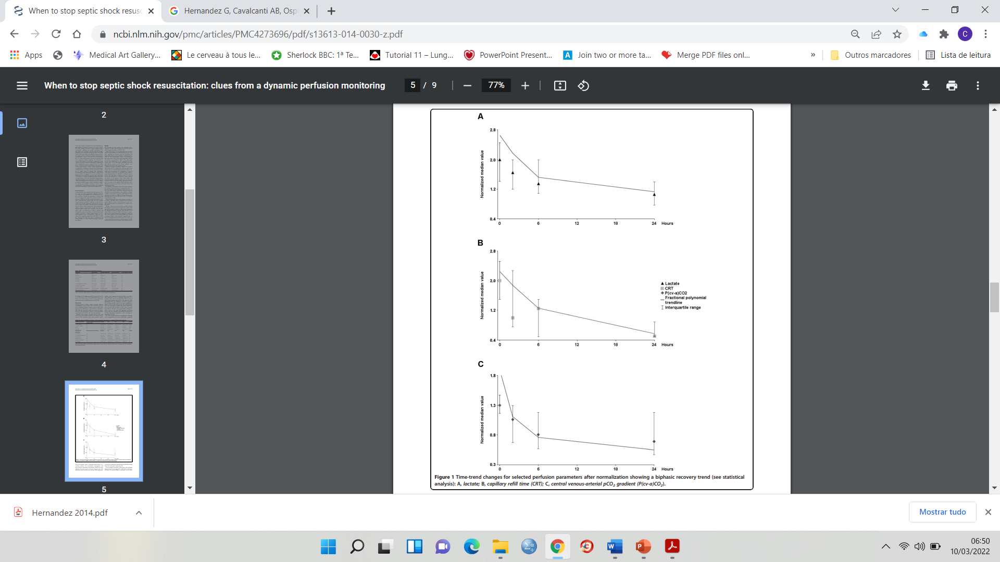 When to stop septic shock resusc
Hernandez G, Cavalcanti AB, Osp
ncbi.nlm.nih.gov/pmc/articles/PMC4273696/pdf/s13613-014-0030-z.pdf
C
Apps
Medical Art Gallery...
Le cerveau à tous le...
Sherlock BBC: 1ª Te...
Tutorial 11 – Lung...
PowerPoint Present...
Join two or more ta...
Merge PDF files onl...
»
Outros marcadores
Lista de leitura
When to stop septic shock resuscitation: clues from a dynamic perfusion monitoring
5 / 9
77%
2
3
4
5
A
Normalized median value
2.8
2.0
1.2
0.4
0 6 12 18 24 Hours
B
Normalized median value
2.8
2.0
1.2
0.4
0 6 12 18 24 Hours
Lactate
CRT
P(cv-a)CO2
Fractional polynomial
trendline
Interquartile range
C
Normalized median value
1.8
1.3
0.8
0.3
0 6 12 18 24 Hours
Figure 1 Time-trend changes for selected perfusion parameters after normalization showing a biphasic recovery trend (see statistical
analysis): A, lactate; B, capillary refill time (CRT); C, central venous-arterial pCO2 gradient (P(cv-a)CO2).
Hernandez 2014.pdf
Mostrar tudo
06:50
10/03/2022